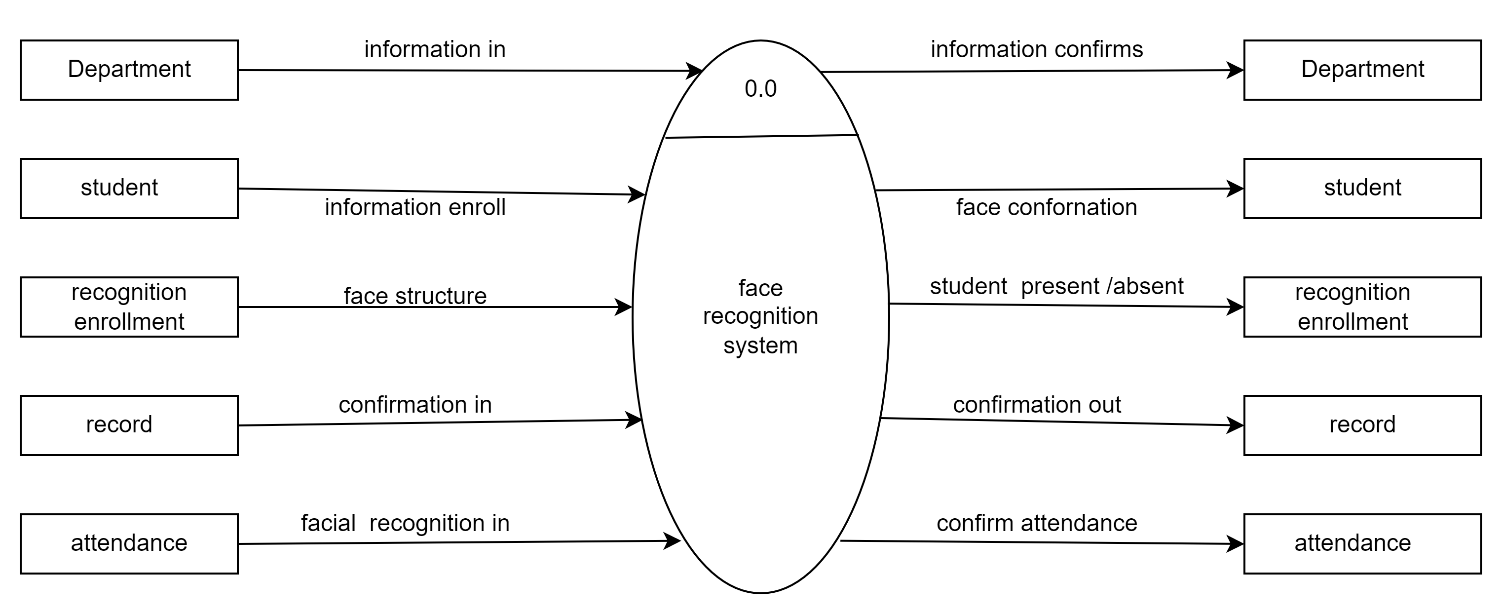 information in
information confirms
Department
0.0
Department
student
student
information enroll
face confornation
recognition
enrollment
face structure
face
recognition
system
student  present /absent
recognition
enrollment
record
confirmation in
confirmation out
record
attendance
facial  recognition in
confirm attendance
attendance